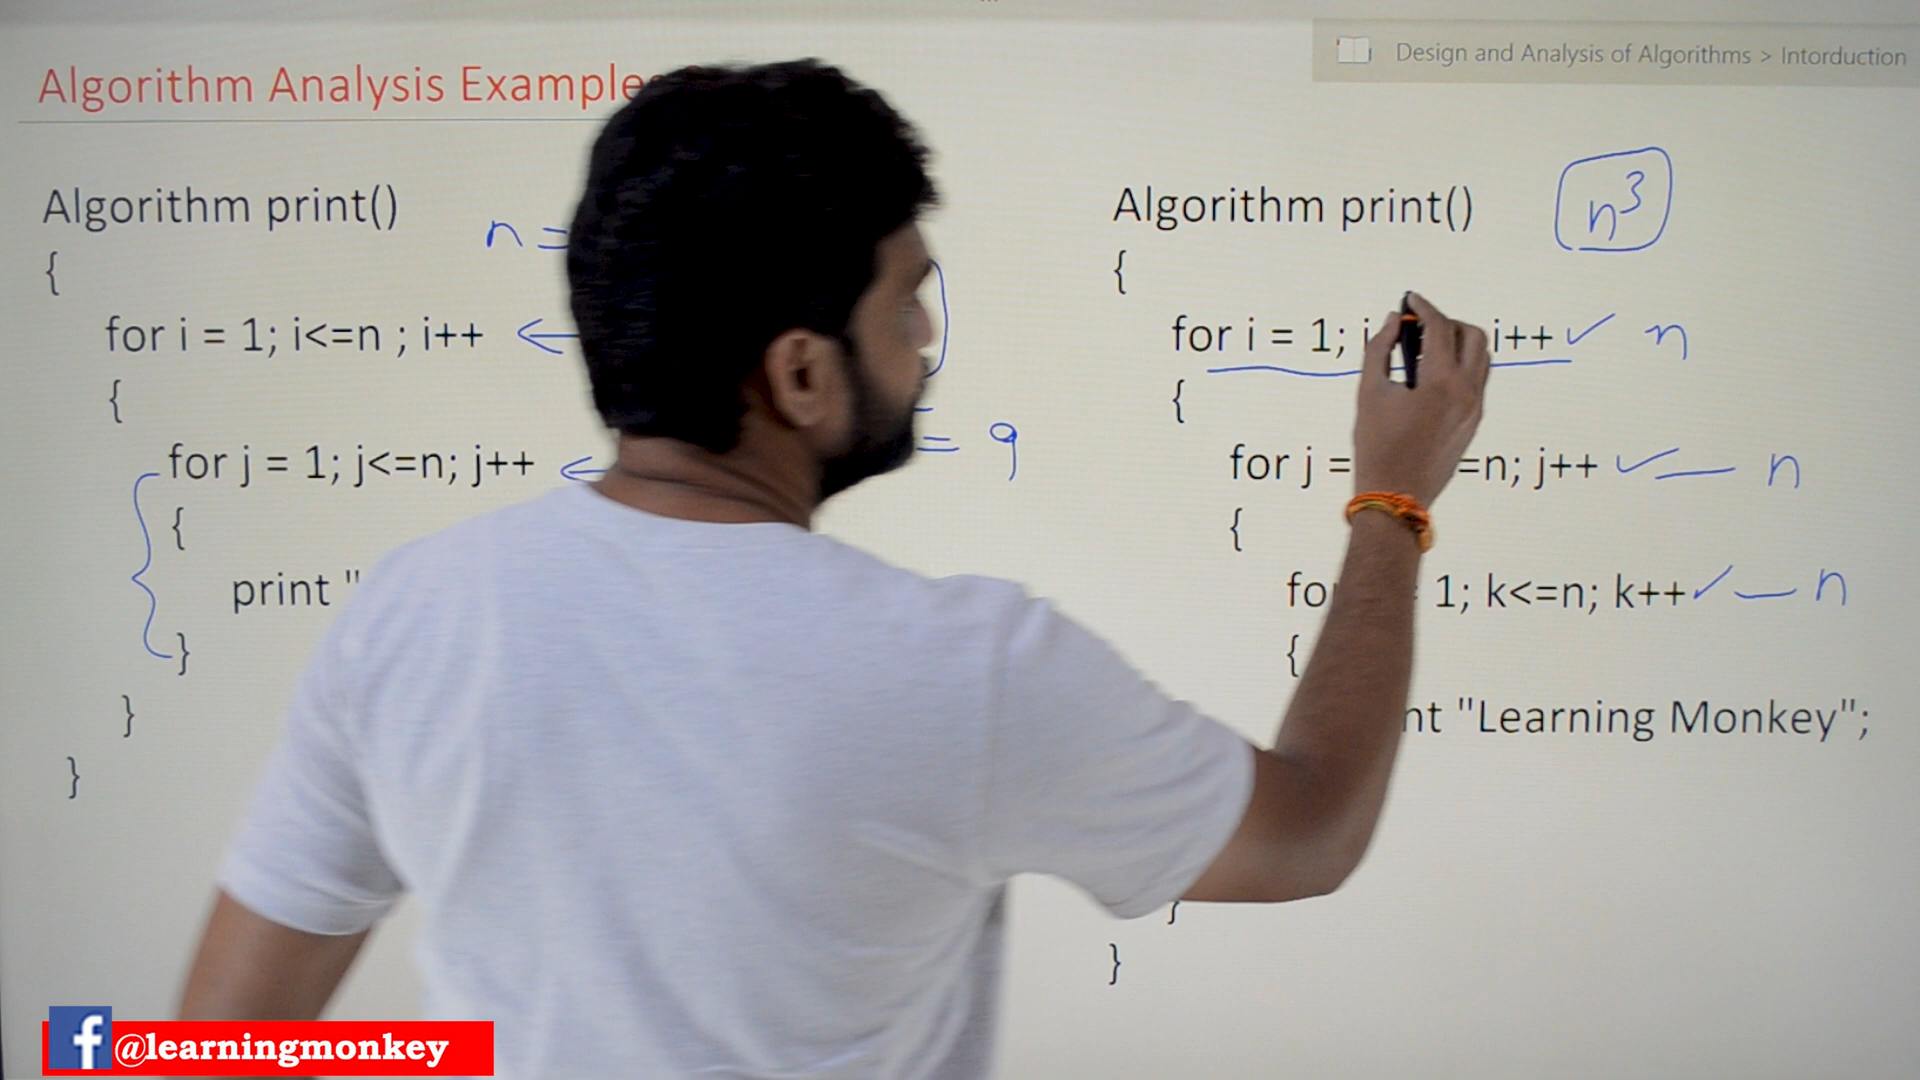 Design and Analysis of Algorithms > Intorduction
Algorithm Analysis Example
Algorithm print()
n =
{
for i = 1; i<=n ; i++ ←
{
= 9
for j = 1; j<=n; j++ ←
{
print "
}
}
}
Algorithm print()
n³
{
for i = 1; i++ ✓ n
{
for j = =n; j++ ✓ — n
{
1; k<=n; k++ ✓ — n
{
"Learning Monkey";
}
}
@learningmonkey